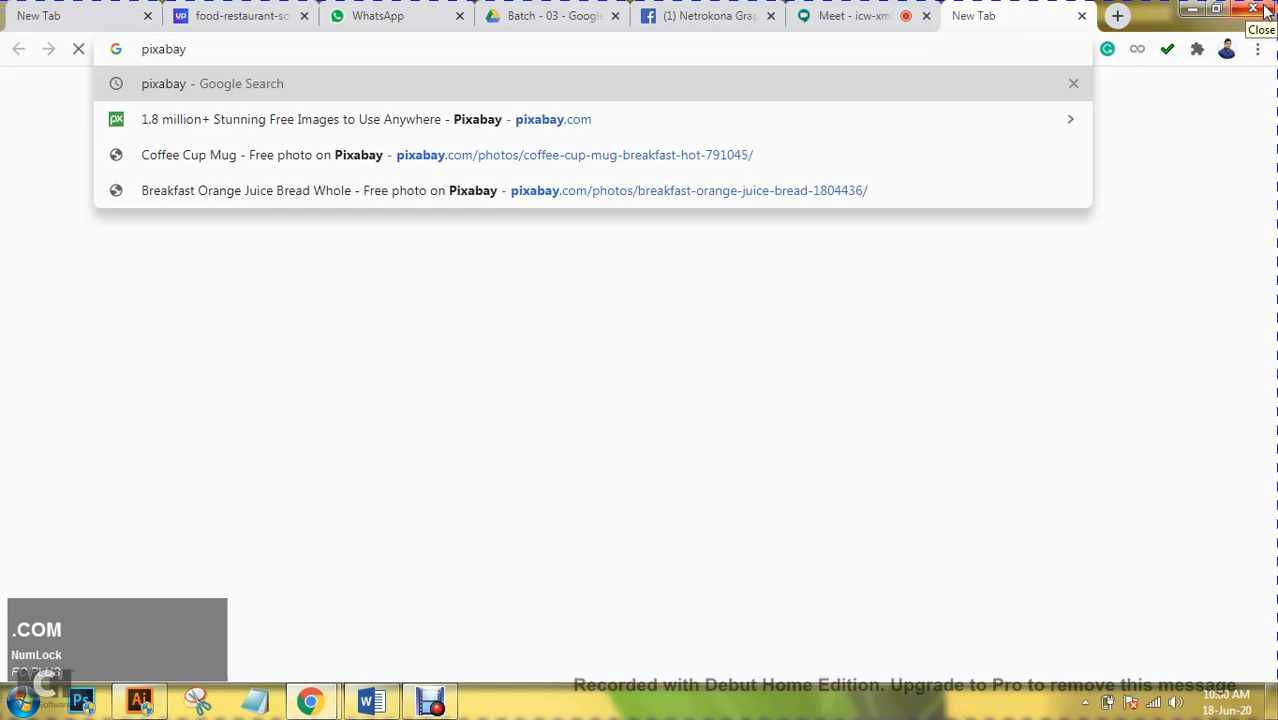 New Tab food-restaurant-so WhatsApp Batch - 03 - Google (1) Netrokona Grap Meet - icw-xml New Tab
Close
pixabay
pixabay - Google Search
1.8 million+ Stunning Free Images to Use Anywhere - Pixabay - pixabay.com
Coffee Cup Mug - Free photo on Pixabay - pixabay.com/photos/coffee-cup-mug-breakfast-hot-791045/
Breakfast Orange Juice Bread Whole - Free photo on Pixabay - pixabay.com/photos/breakfast-orange-juice-bread-1804436/
.COM
NumLock
Recorded with Debut Home Edition. Upgrade to Pro to remove this message
10:00 AM
18-Jun-20